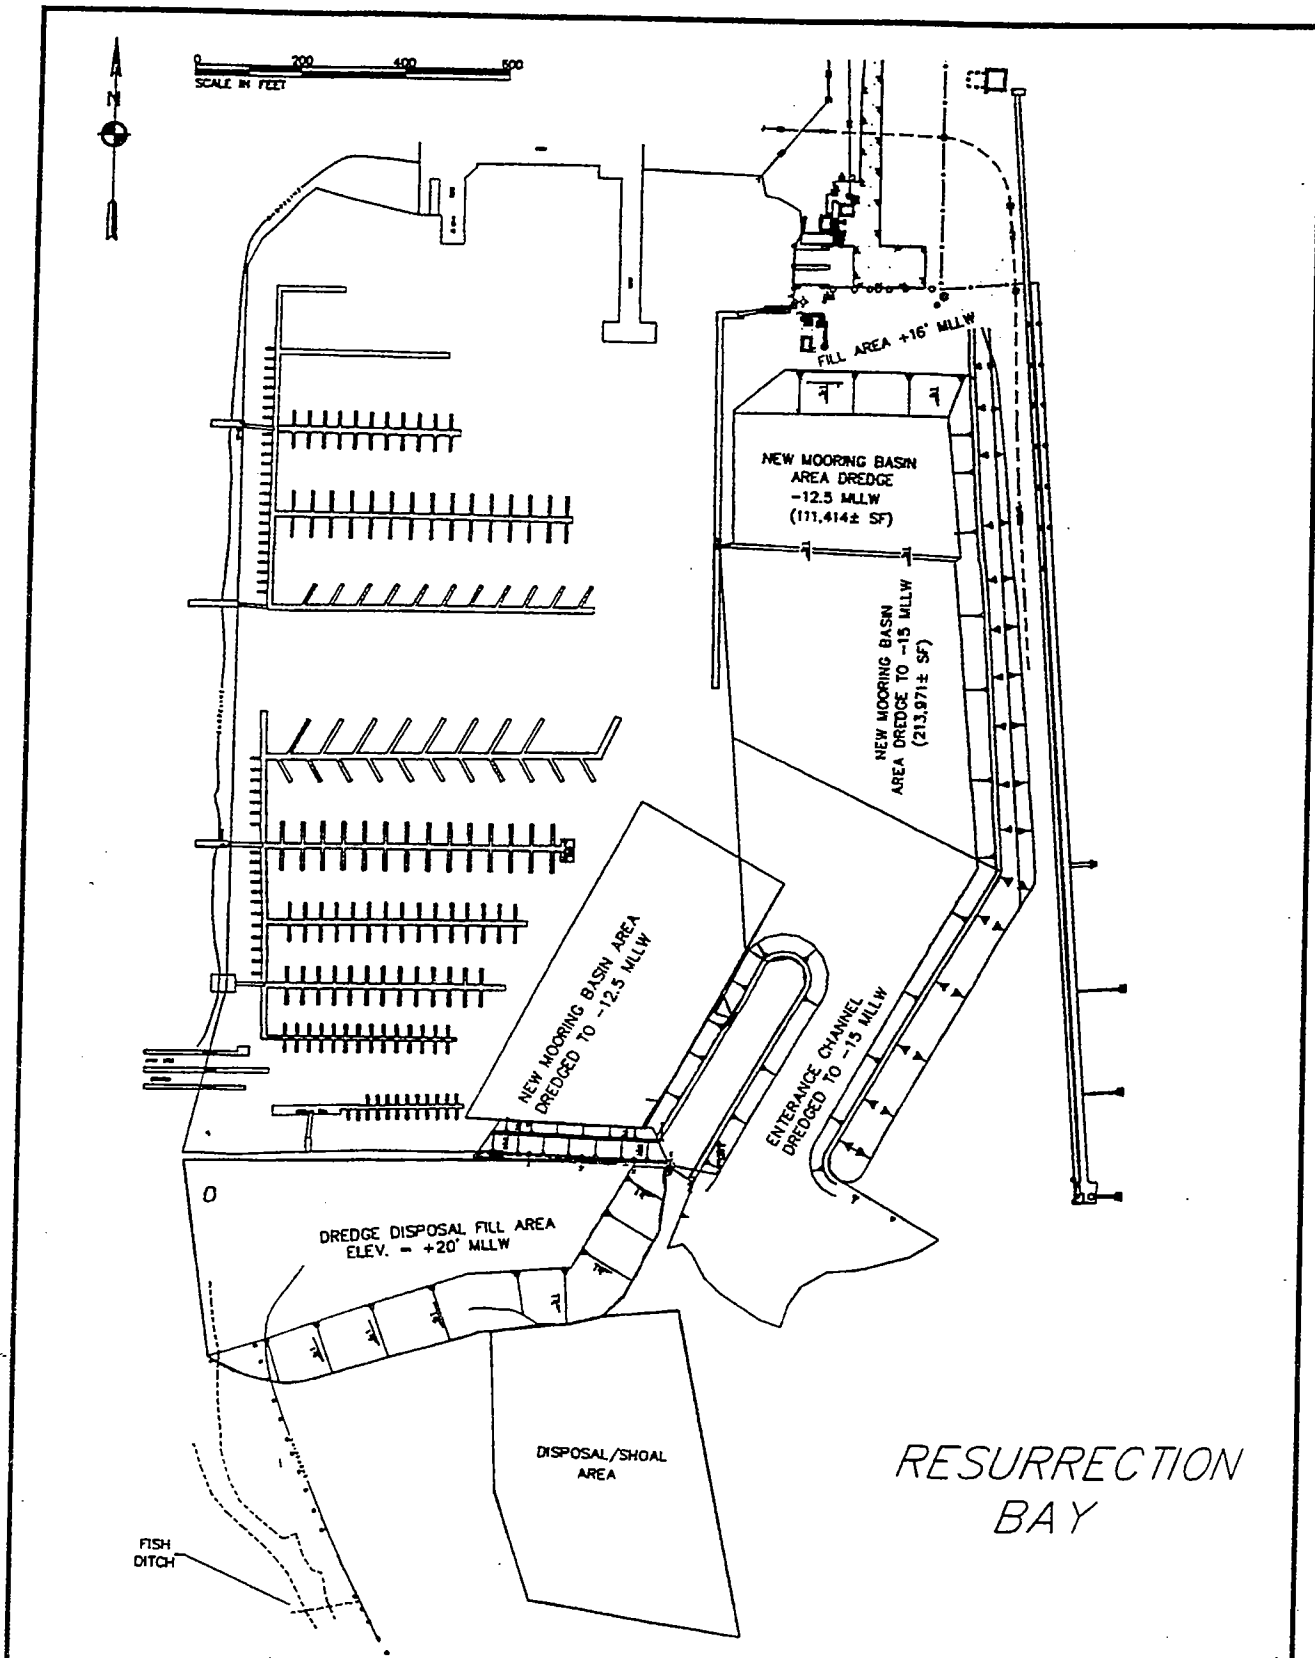 0 200 400 600
SCALE IN FEET
N
FILL AREA +16' MLLW
NEW MOORING BASIN
AREA DREDGE
-12.5 MLLW
(111,414± SF)
NEW MOORING BASIN
AREA DREDGE TO -15 MLLW
(213,971± SF)
NEW MOORING BASIN AREA
DREDGED TO -12.5 MLLW
ENTERANCE CHANNEL
DREDGED TO -15 MLLW
DREDGE DISPOSAL FILL AREA
ELEV. = +20' MLLW
DISPOSAL/SHOAL
AREA
RESURRECTION
BAY
FISH
DITCH